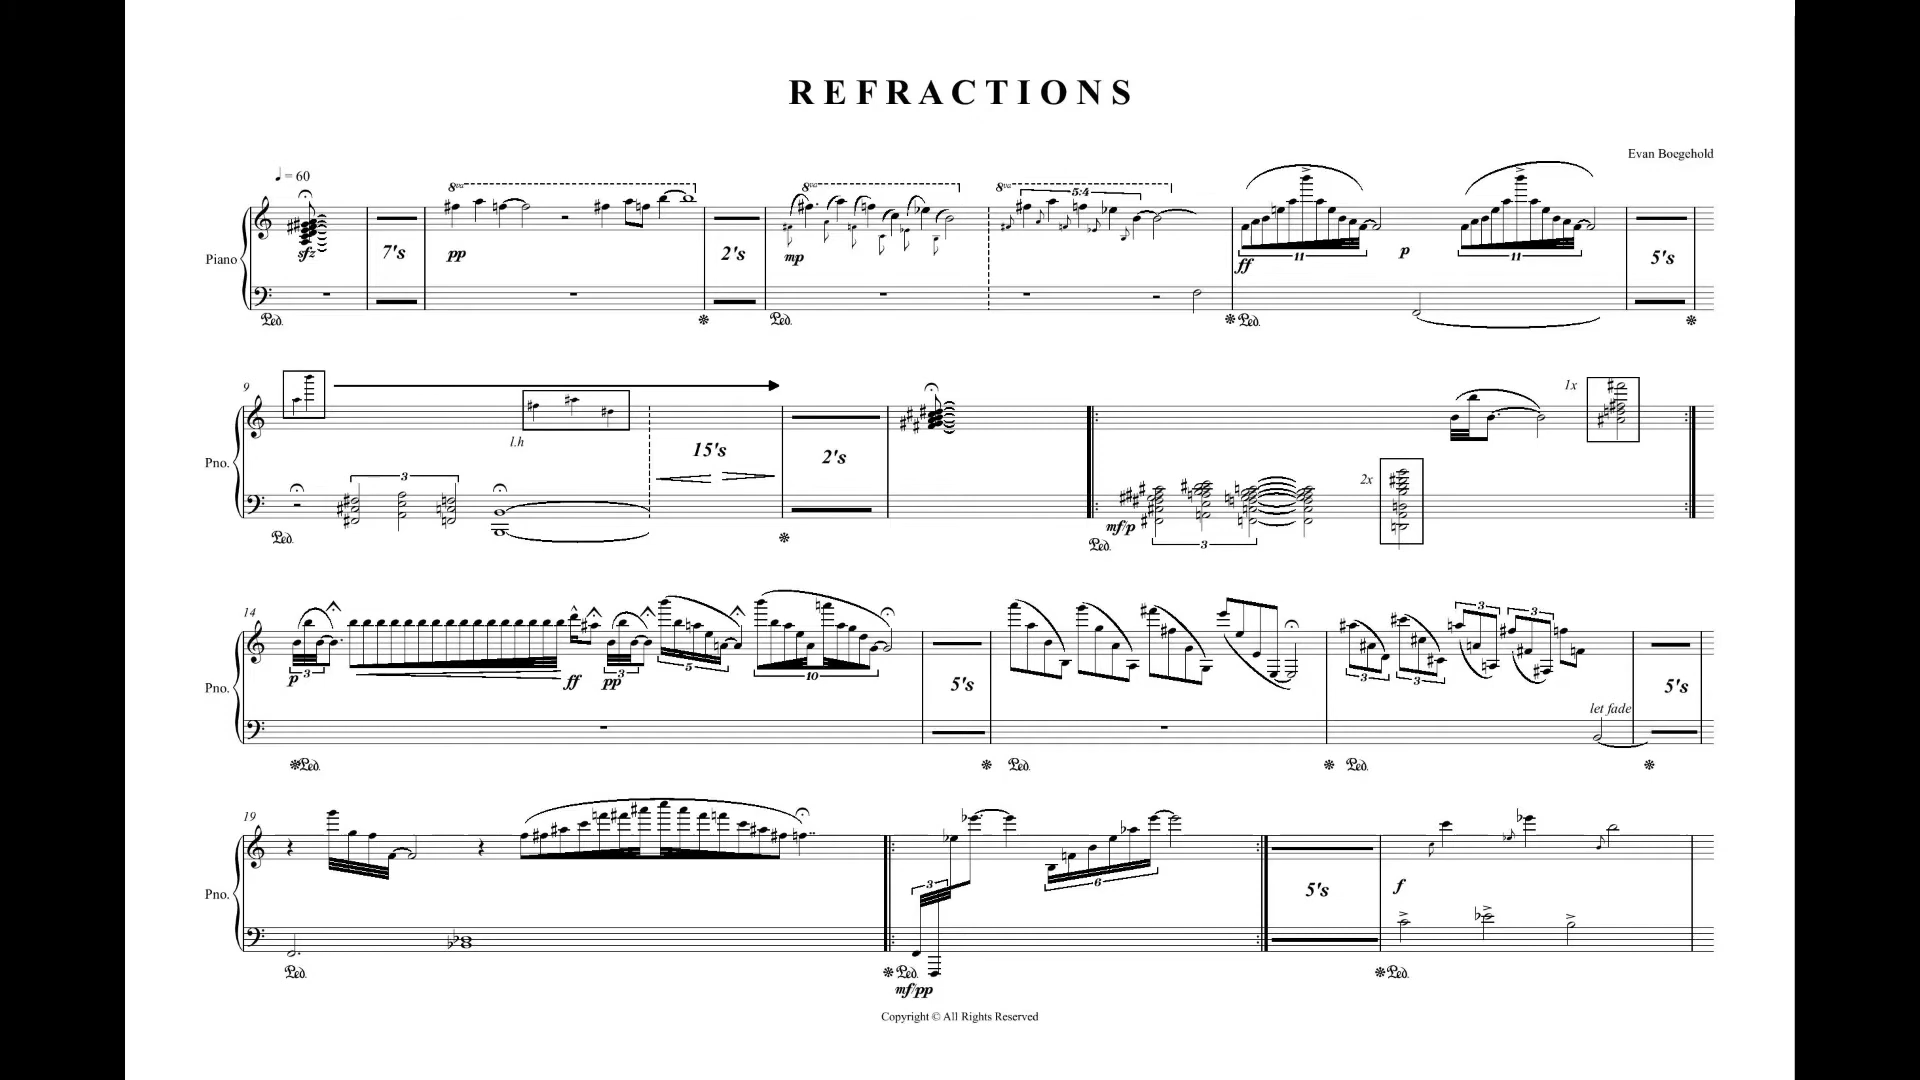 REFRACTIONS
Evan Boegehold
= 60
8va 8va 8va 5:4
Piano sfz 7's pp 2's mp ff 11 p 11 5's
Ped. Ped. Ped.
9 1x
l.h
Pno. 3 15's 2's 2x
mf/p 3
Ped. Ped.
14
3 3 5 10 3 3 3 3
p ff pp 5's 5's
Pno. let fade
Ped. Ped. Ped.
19
Pno. 3 6 5's f
Ped. Ped. Ped.
mf/pp
Copyright © All Rights Reserved